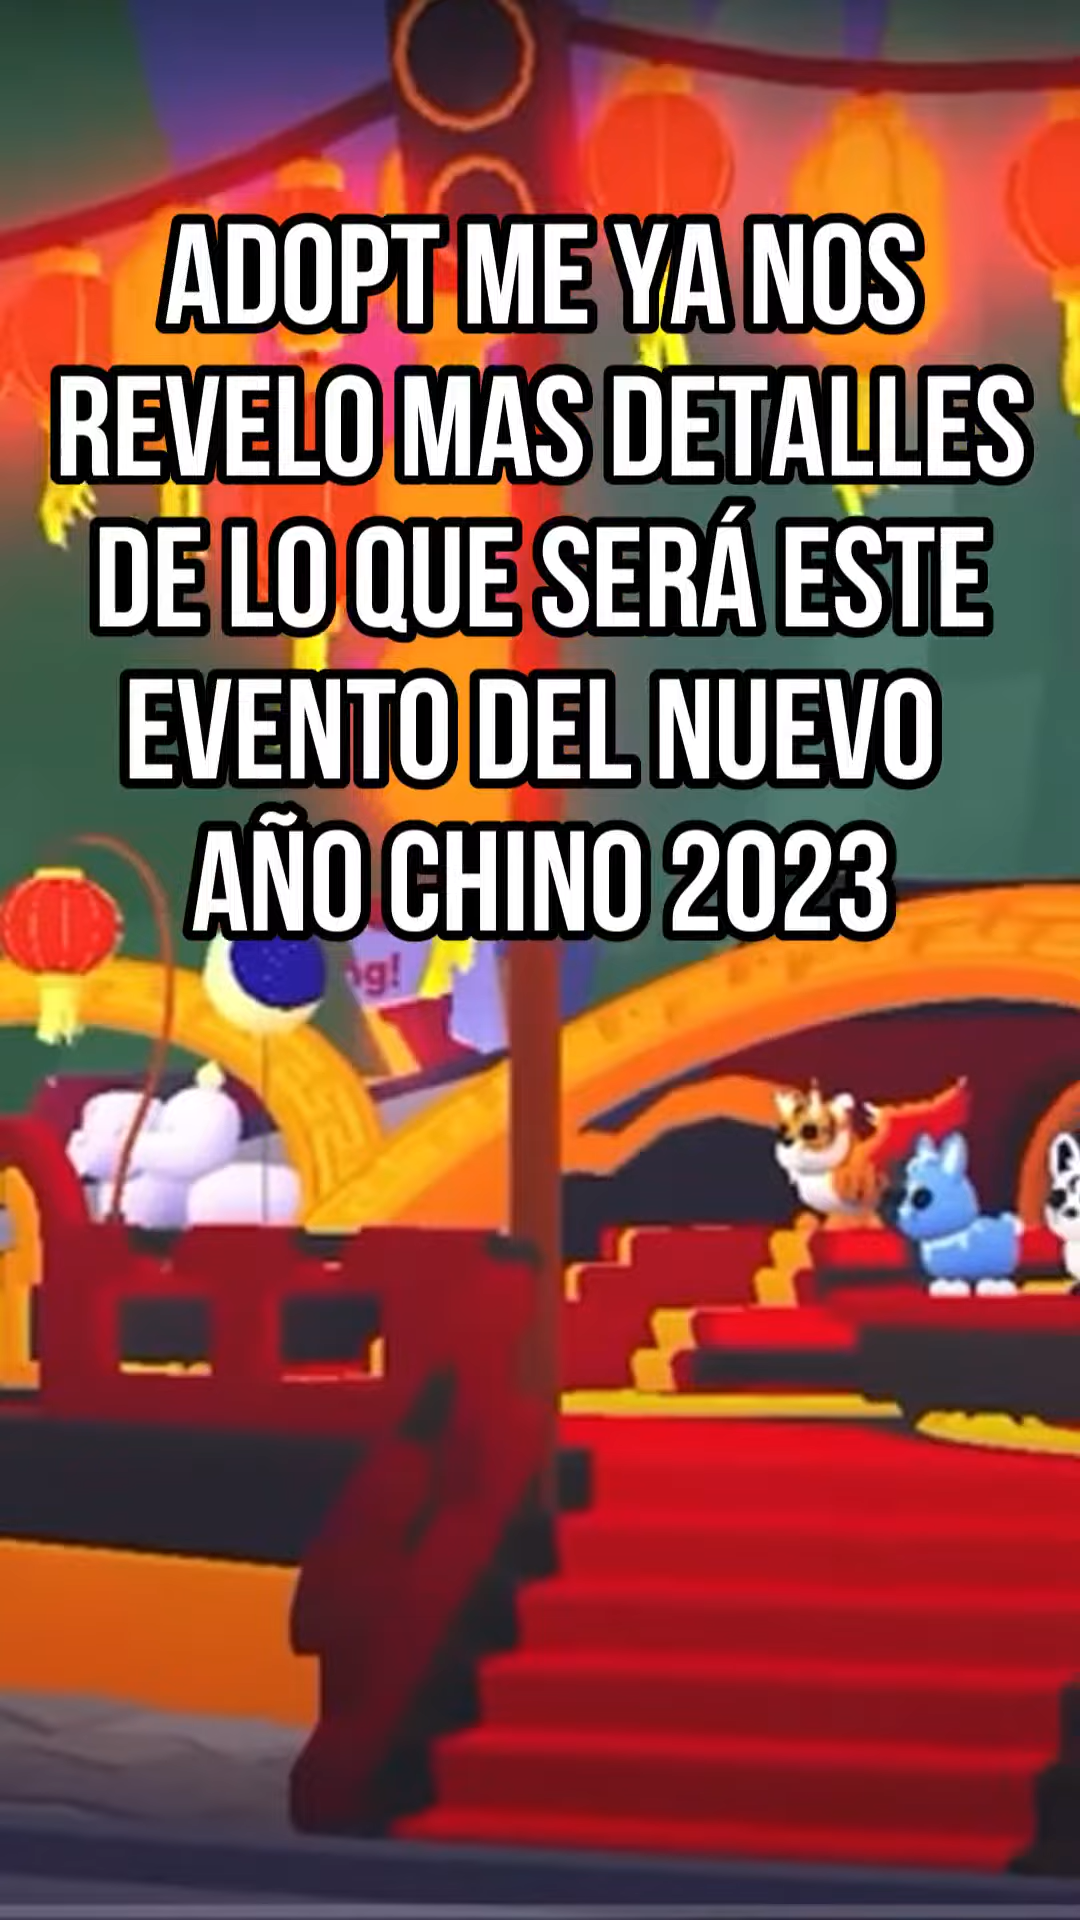 ADOPT ME YA NOS
REVELO MAS DETALLES
DE LO QUE SERÁ ESTE
EVENTO DEL NUEVO
AÑO CHINO 2023